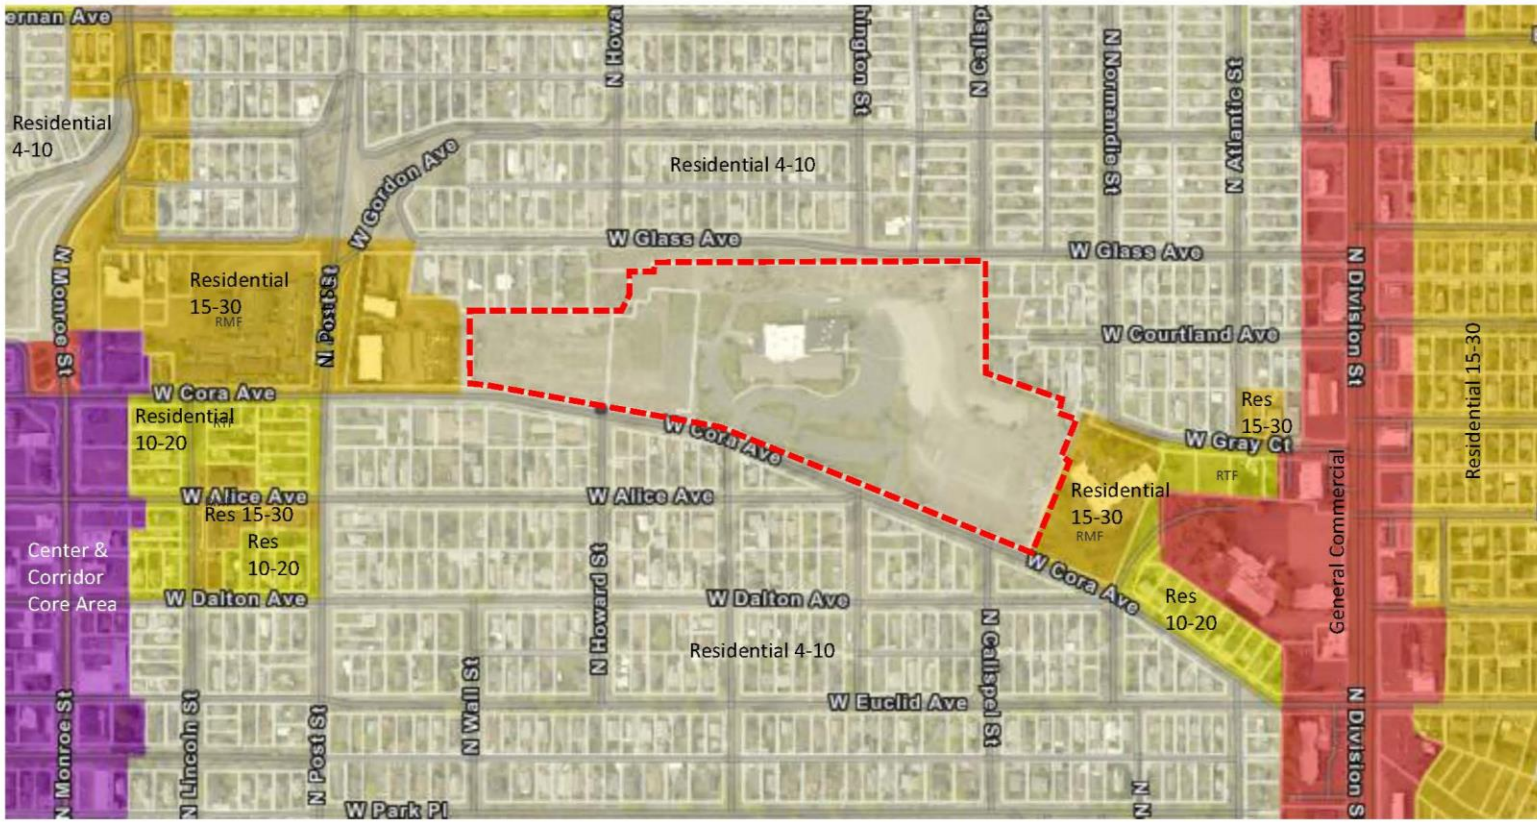 ernan Ave
N Howa
hington St
N Calisp
N Normandie St
N Atlantic St
Residential
4-10
W Gordon Ave
Residential 4-10
W Glass Ave
W Glass Ave
N Monroe St
Residential
15-30
RMF
N Post St
W Courtland Ave
N Division St
Residential 15-30
W Cora Ave
Residential
10-20
RTF
W Cora Ave
Res
15-30
W Gray Ct
RTF
W Alice Ave
Res 15-30
W Alice Ave
Residential
15-30
RMF
General Commercial
Center &
Corridor
Core Area
Res
10-20
W Dalton Ave
N Howard St
W Dalton Ave
W Cora Ave
Res
10-20
Residential 4-10
N Calispel St
N Wall St
W Euclid Ave
N Monroe St
N Lincoln St
N Post St
N Division S
W Park Pl
N
N